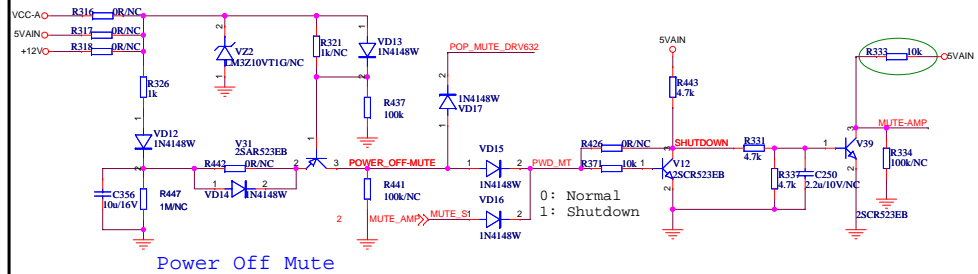 VCC-A
R316
0R/NC
5VAIN
R317
0R/NC
+12V
R318
0R/NC
R326
1k
VD12
1N4148W
VZ2
LM3Z10VT1G/NC
R321
1k/NC
VD13
1N4148W
POP_MUTE_DRV632
R437
100k
1N4148W
VD17
V31
2SAR523EB
R442
0R/NC
VD14
1N4148W
C356
10u/16V
R447
1M/NC
POWER_OFF-MUTE
R441
100k/NC
VD15
1N4148W
PWD_MT
2
MUTE_AMP
MUTE_S
VD16
1N4148W
5VAIN
R443
4.7k
R426
0R/NC
R371
10k
SHUTDOWN
V12
2SCR523EB
0: Normal
1: Shutdown
R331
4.7k
R337
4.7k
C250
2.2u/10V/NC
R333
10k
5VAIN
MUTE-AMP
V39
R334
100k/NC
2SCR523EB
Power Off Mute